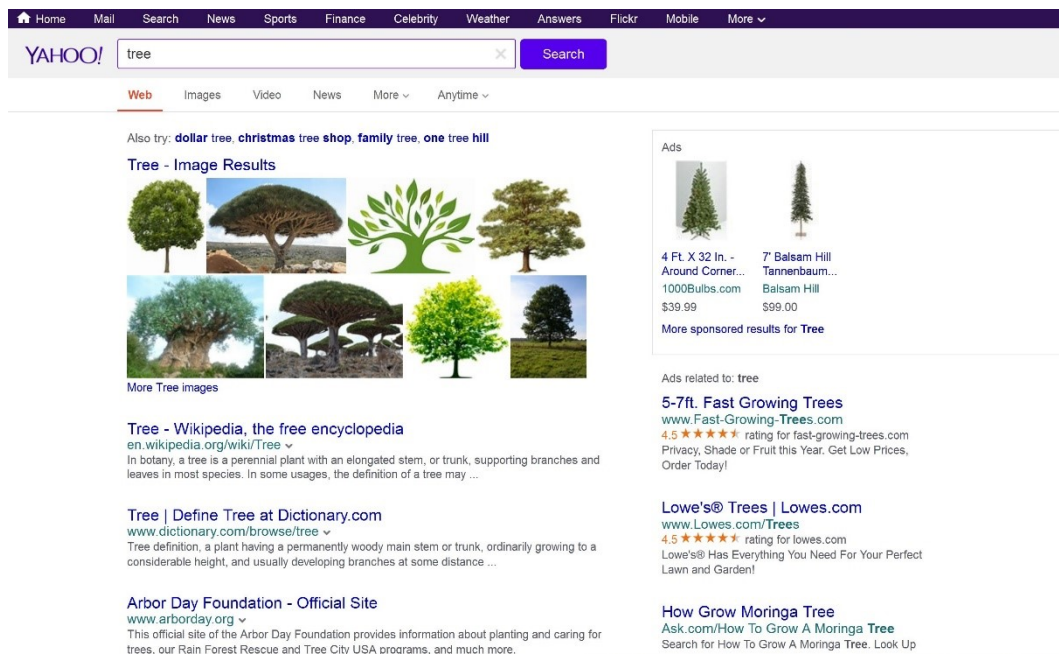 Home Mail Search News Sports Finance Celebrity Weather Answers Flickr Mobile More
YAHOO! tree Search
Web Images Video News More Anytime
Also try: dollar tree, christmas tree shop, family tree, one tree hill
Tree - Image Results
More Tree images
Tree - Wikipedia, the free encyclopedia
en.wikipedia.org/wiki/Tree
In botany, a tree is a perennial plant with an elongated stem, or trunk, supporting branches and
leaves in most species. In some usages, the definition of a tree may ...
Tree | Define Tree at Dictionary.com
www.dictionary.com/browse/tree
Tree definition, a plant having a permanently woody main stem or trunk, ordinarily growing to a
considerable height, and usually developing branches at some distance ...
Arbor Day Foundation - Official Site
www.arborday.org
This official site of the Arbor Day Foundation provides information about planting and caring for
trees, our Rain Forest Rescue and Tree City USA programs, and much more.
Ads
4 Ft. X 32 In. -
Around Corner...
1000Bulbs.com
$39.99
7' Balsam Hill
Tannenbaum...
Balsam Hill
$99.00
More sponsored results for Tree
Ads related to: tree
5-7ft. Fast Growing Trees
www.Fast-Growing-Trees.com
4.5 ★★★★★ rating for fast-growing-trees.com
Privacy, Shade or Fruit this Year. Get Low Prices,
Order Today!
Lowe's® Trees | Lowes.com
www.Lowes.com/Trees
4.5 ★★★★★ rating for lowes.com
Lowe's® Has Everything You Need For Your Perfect
Lawn and Garden!
How Grow Moringa Tree
Ask.com/How To Grow A Moringa Tree
Search for How To Grow A Moringa Tree. Look Up